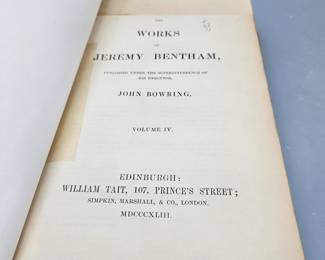 THE
WORKS
OF
JEREMY BENTHAM,
PUBLISHED UNDER THE SUPERINTENDENCE OF
HIS EXECUTOR,
JOHN BOWRING.
VOLUME IV.
EDINBURGH:
WILLIAM TAIT, 107, PRINCE'S STREET;
SIMPKIN, MARSHALL, & CO., LONDON.
MDCCCXLIII.